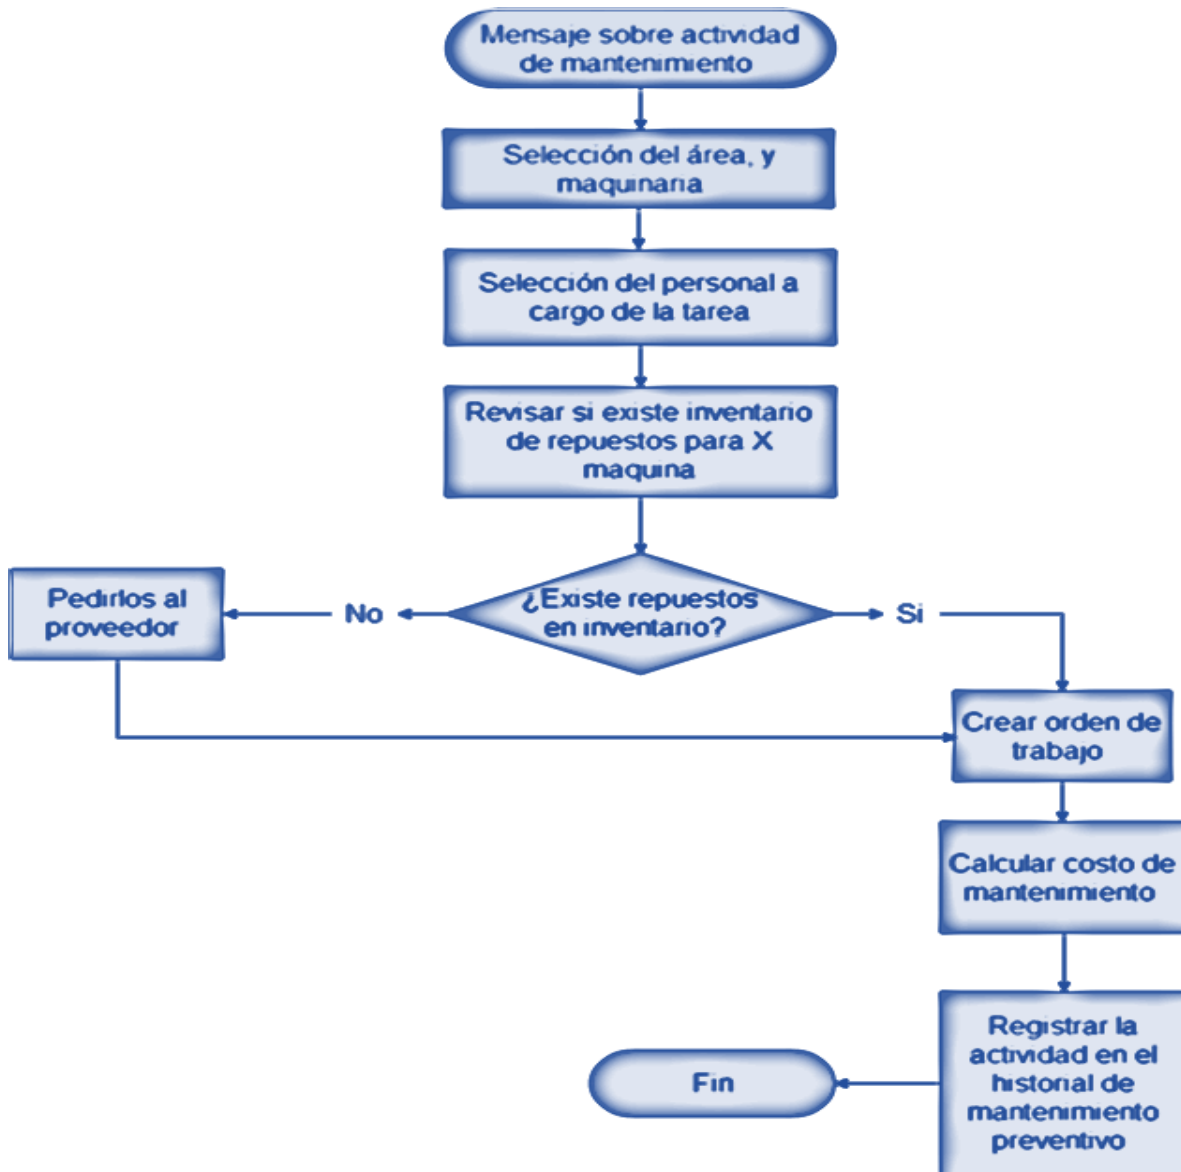 Mensaje sobre actividad
de mantenimiento
Selección del área, y
maquinaria
Selección del personal a
cargo de la tarea
Revisar si existe inventario
de repuestos para X
maquina
¿Existe repuestos
en inventario?
No
Si
Pedirlos al
proveedor
Crear orden de
trabajo
Calcular costo de
mantenimiento
Registrar la
actividad en el
historial de
mantenimiento
preventivo
Fin